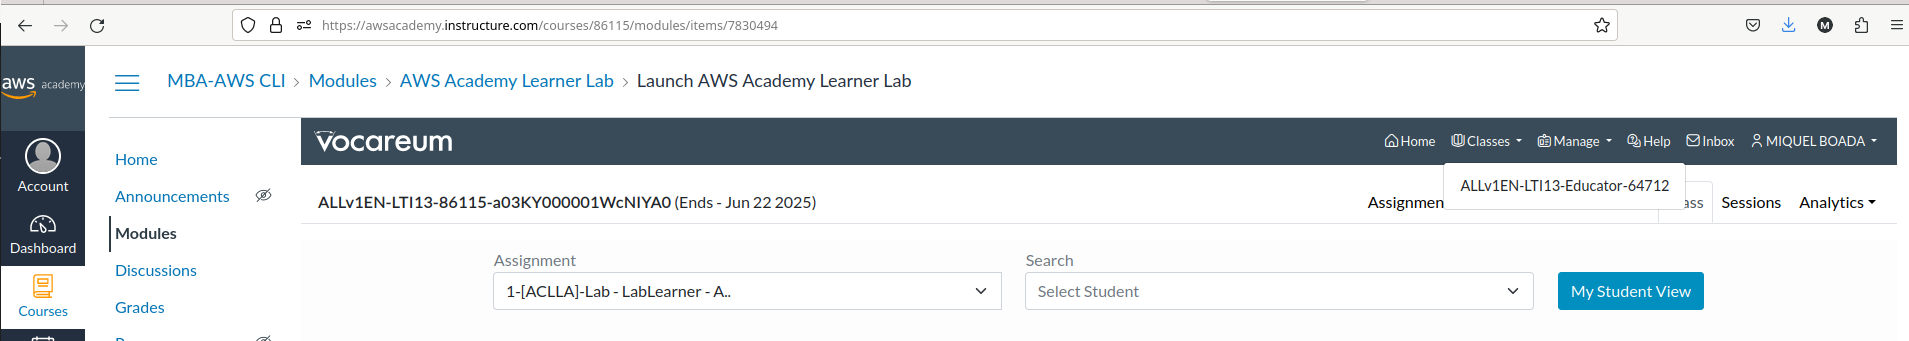 https://awsacademy.instructure.com/courses/86115/modules/items/7830494
M
aws academy
MBA-AWS CLI > Modules > AWS Academy Learner Lab > Launch AWS Academy Learner Lab
Account
Dashboard
Courses
Home
Announcements
Modules
Discussions
Grades
vocareum
Home Classes Manage Help Inbox MIQUEL BOADA
ALLv1EN-LTI13-Educator-64712
ALLv1EN-LTI13-86115-a03KY000001WcNIYA0 (Ends - Jun 22 2025)
Assignmen ass Sessions Analytics
Assignment
1-[ACLLA]-Lab - LabLearner - A..
Search
Select Student
My Student View